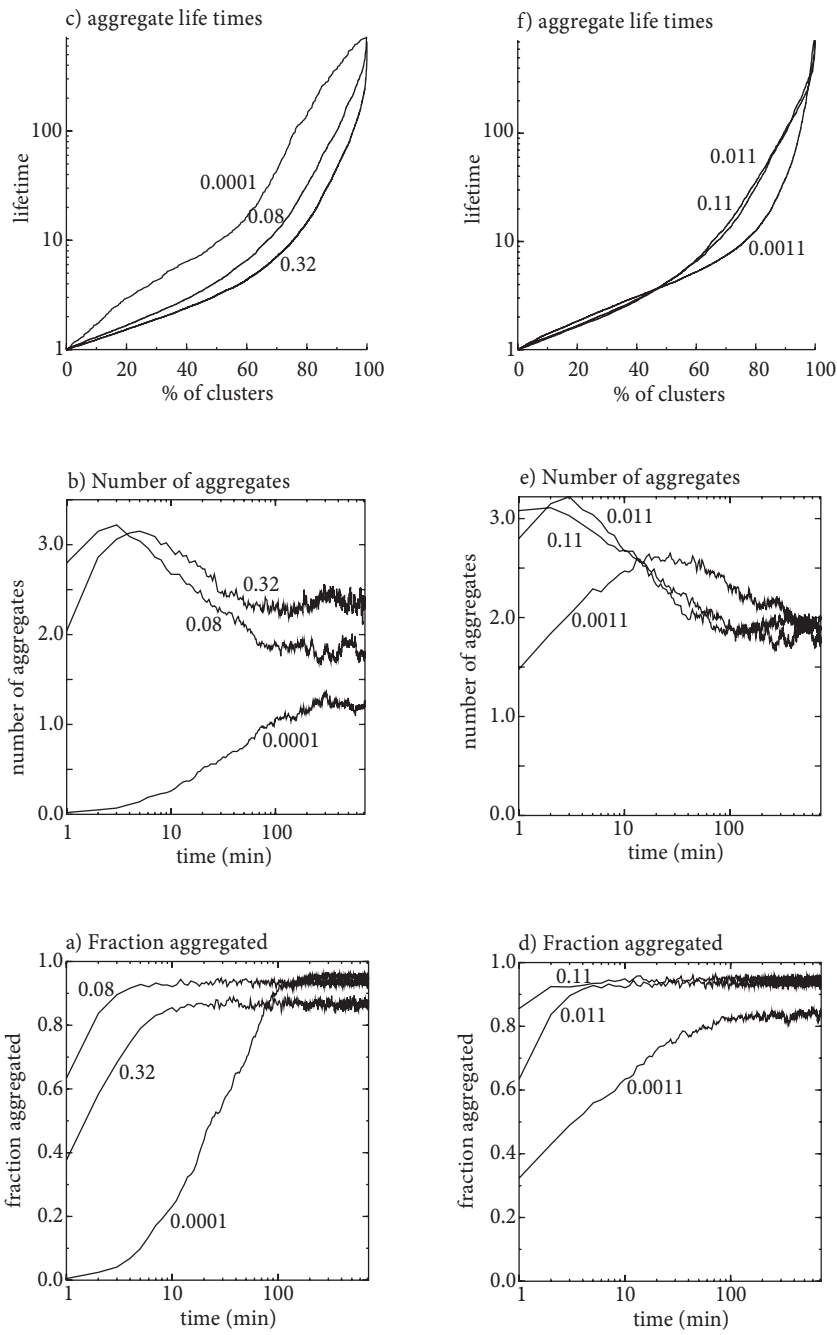 c) aggregate life times
100
10
1
lifetime
0.0001
0.08
0.32
0 20 40 60 80 100
% of clusters
f) aggregate life times
100
10
1
lifetime
0.011
0.11
0.0011
0 20 40 60 80 100
% of clusters
b) Number of aggregates
3.0
2.0
1.0
0.0
number of aggregates
0.32
0.08
0.0001
1 10 100
time (min)
e) Number of aggregates
3.0
2.0
1.0
0.0
number of aggregates
0.011
0.11
0.0011
1 10 100
time (min)
a) Fraction aggregated
1.0
0.8
0.6
0.4
0.2
0.0
fraction aggregated
0.08
0.32
0.0001
1 10 100
time (min)
d) Fraction aggregated
1.0
0.8
0.6
0.4
0.2
0.0
fraction aggregated
0.11
0.011
0.0011
1 10 100
time (min)